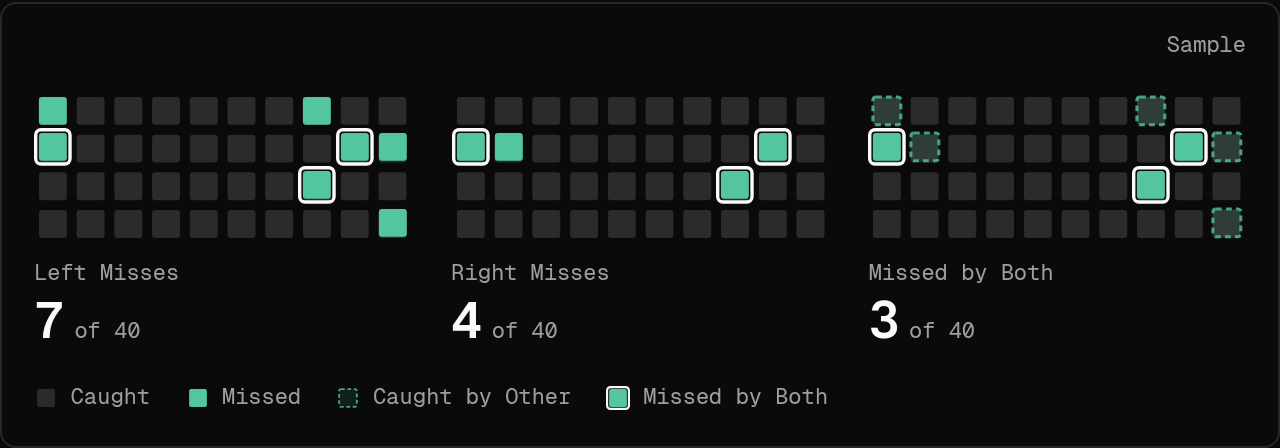 Sample
Left Misses
7 of 40
Right Misses
4 of 40
Missed by Both
3 of 40
Caught
Missed
Caught by Other
Missed by Both